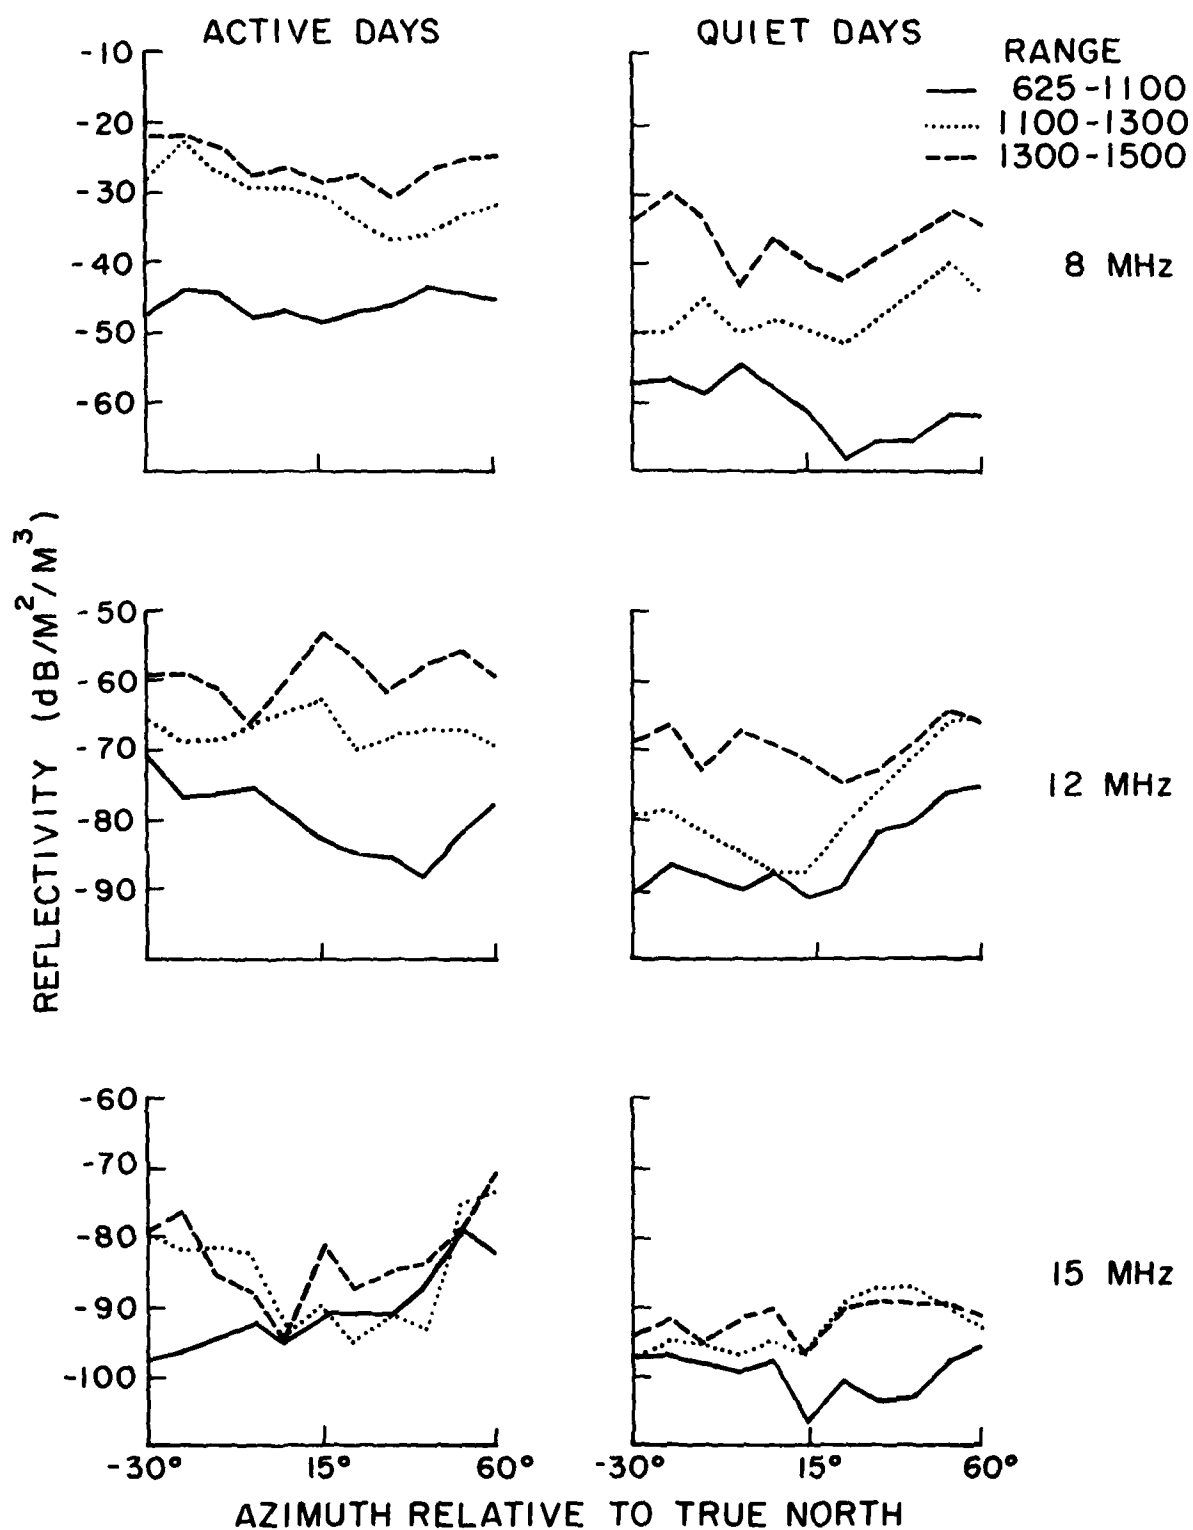 ACTIVE DAYS
QUIET DAYS
RANGE
625-1100
1100-1300
1300-1500
-10
-20
-30
-40
-50
-60
8 MHz
REFLECTIVITY (dB/M²/M³)
-50
-60
-70
-80
-90
12 MHz
-60
-70
-80
-90
-100
15 MHz
-30° 15° 60°
-30° 15° 60°
AZIMUTH RELATIVE TO TRUE NORTH